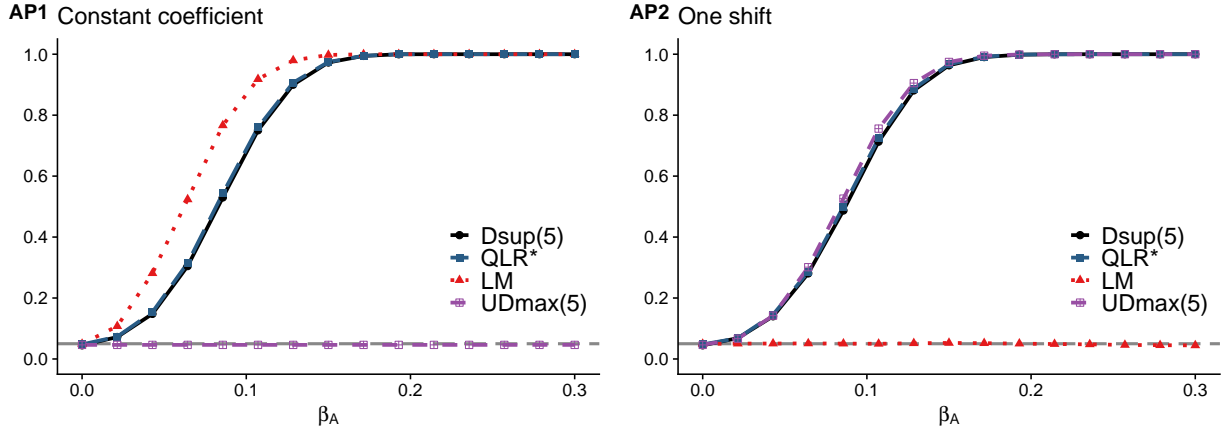 AP1 Constant coefficient
1.0
0.8
0.6
0.4
0.2
0.0
Dsup(5)
QLR*
LM
UDmax(5)
0.0 0.1 0.2 0.3
βA
AP2 One shift
1.0
0.8
0.6
0.4
0.2
0.0
Dsup(5)
QLR*
LM
UDmax(5)
0.0 0.1 0.2 0.3
βA